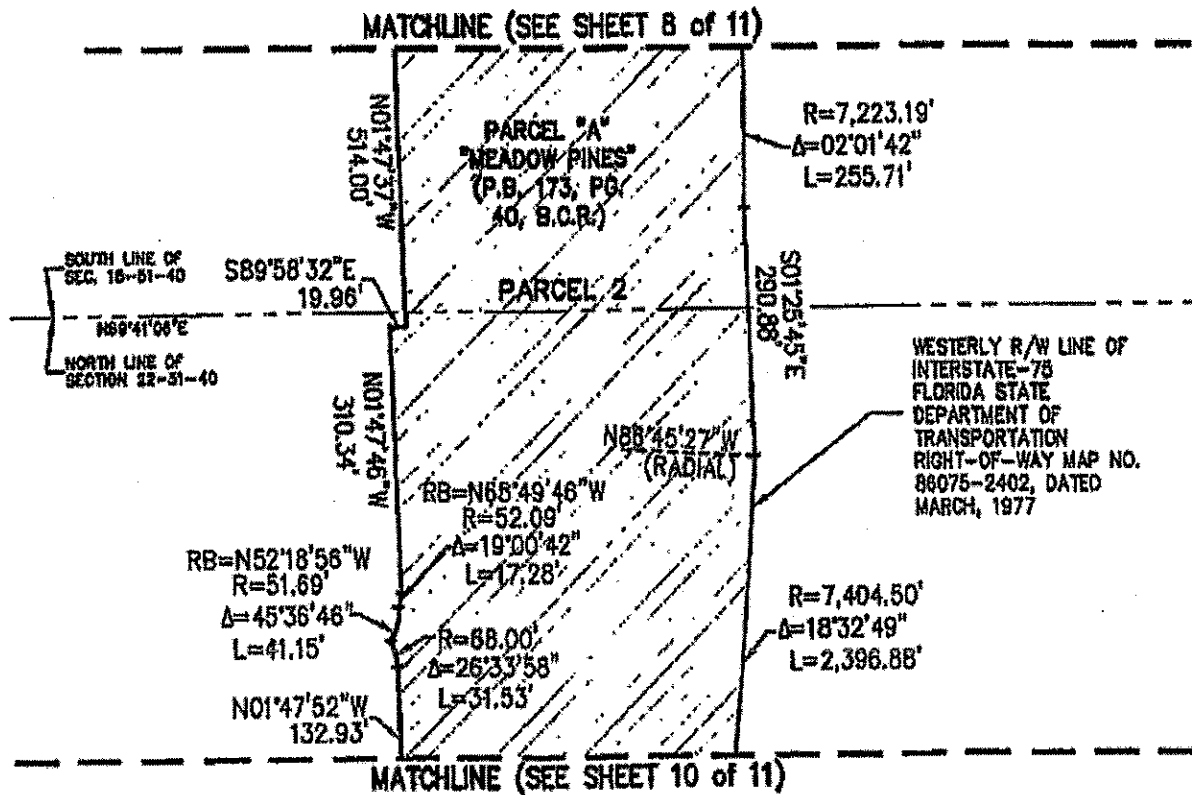 MATCHLINE (SEE SHEET 8 of 11)
N01°47'37"W
514.00'
PARCEL "A"
"MEADOW PINES"
(P.B. 173, PG.
40, B.C.R.)
R=7,223.19'
Δ=02°01'42"
L=255.71'
SOUTH LINE OF
SEC. 15-51-40
N89°41'06"E
NORTH LINE OF
SECTION 22-31-40
S89°58'32"E
19.96'
PARCEL 2
S01°25'45"E
290.88'
WESTERLY R/W LINE OF
INTERSTATE-75
FLORIDA STATE
DEPARTMENT OF
TRANSPORTATION
RIGHT-OF-WAY MAP NO.
86075-2402, DATED
MARCH, 1977
N01°47'46"W
310.34'
N88°45'27"W
(RADIAL)
RB=N68°49'46"W
R=52.09'
Δ=19°00'42"
L=17.28'
RB=N52°18'56"W
R=51.69'
Δ=45°36'46"
L=41.15'
R=68.00'
Δ=26°33'58"
L=31.53'
R=7,404.50'
Δ=18°32'49"
L=2,396.88'
N01°47'52"W
132.93'
MATCHLINE (SEE SHEET 10 of 11)